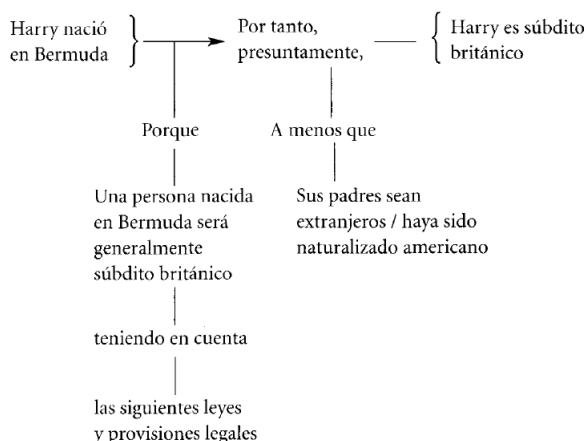 Harry nació
en Bermuda
Por tanto,
presuntamente,
Harry es súbdito
británico
Porque
A menos que
Una persona nacida
en Bermuda será
generalmente
súbdito británico
Sus padres sean
extranjeros / haya sido
naturalizado americano
teniendo en cuenta
las siguientes leyes
y provisiones legales